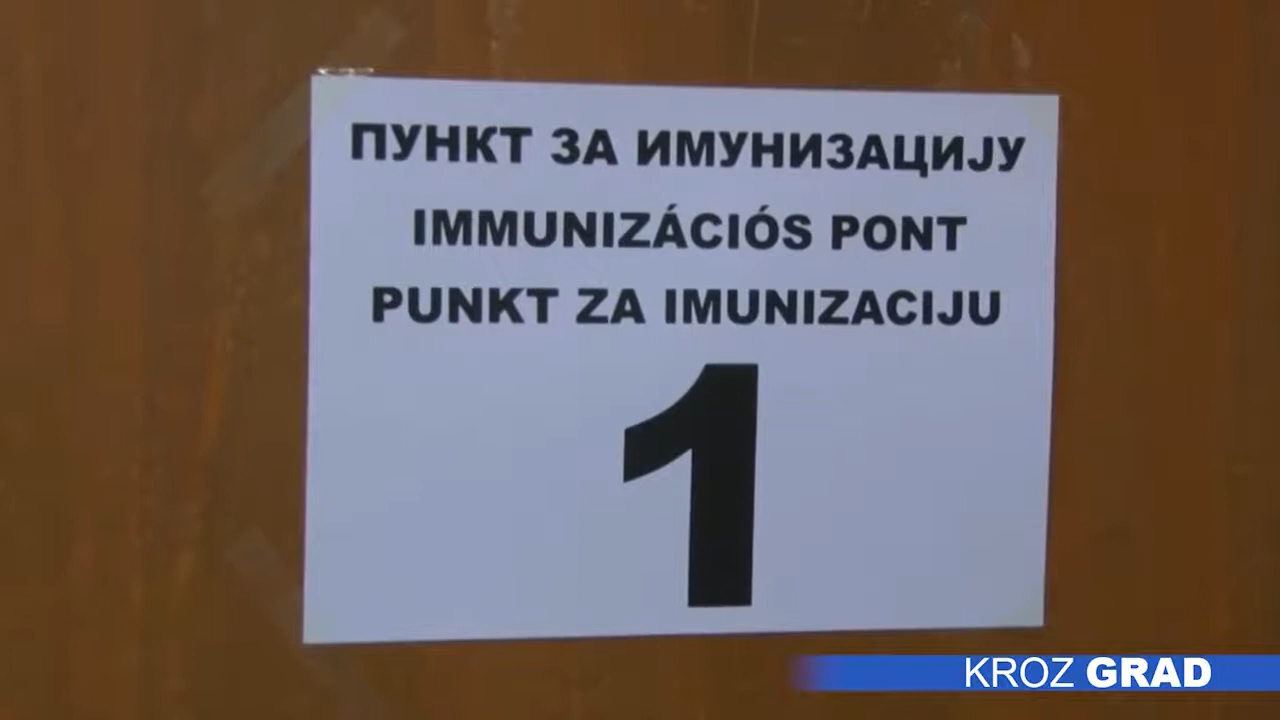 ПУНКТ ЗА ИМУНИЗАЦИЈУ
IMMUNIZÁCIÓS PONT
PUNKT ZA IMUNIZACIJU
1
KROZ GRAD